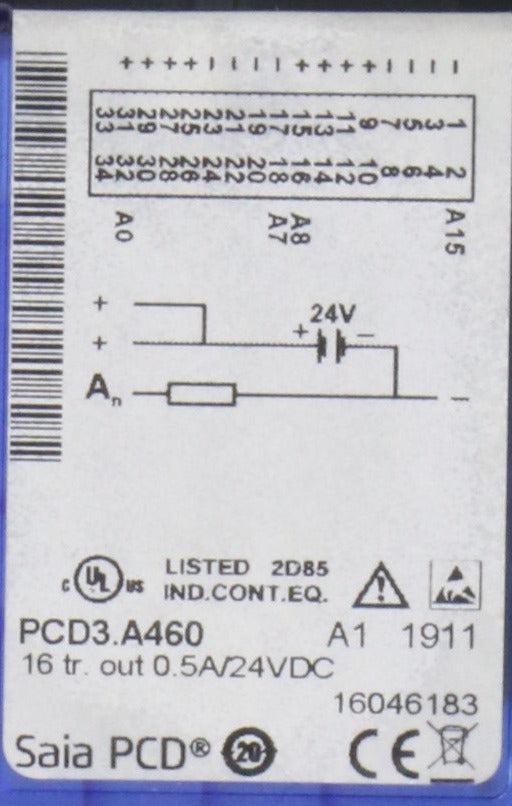 + + + + - - - - + + + + - - - -
33 31 29 27 25 23 21 19 17 15 13 11 9 7 5 3 1
34 32 30 28 26 24 22 20 18 16 14 12 10 8 6 4 2
A0 A7 A8 A15
+
24V
+ + -
An -
LISTED 2D85
C UL US IND.CONT.EQ.
PCD3.A460 A1 1911
16 tr. out 0.5A/24VDC
16046183
Saia PCD® 20 CE